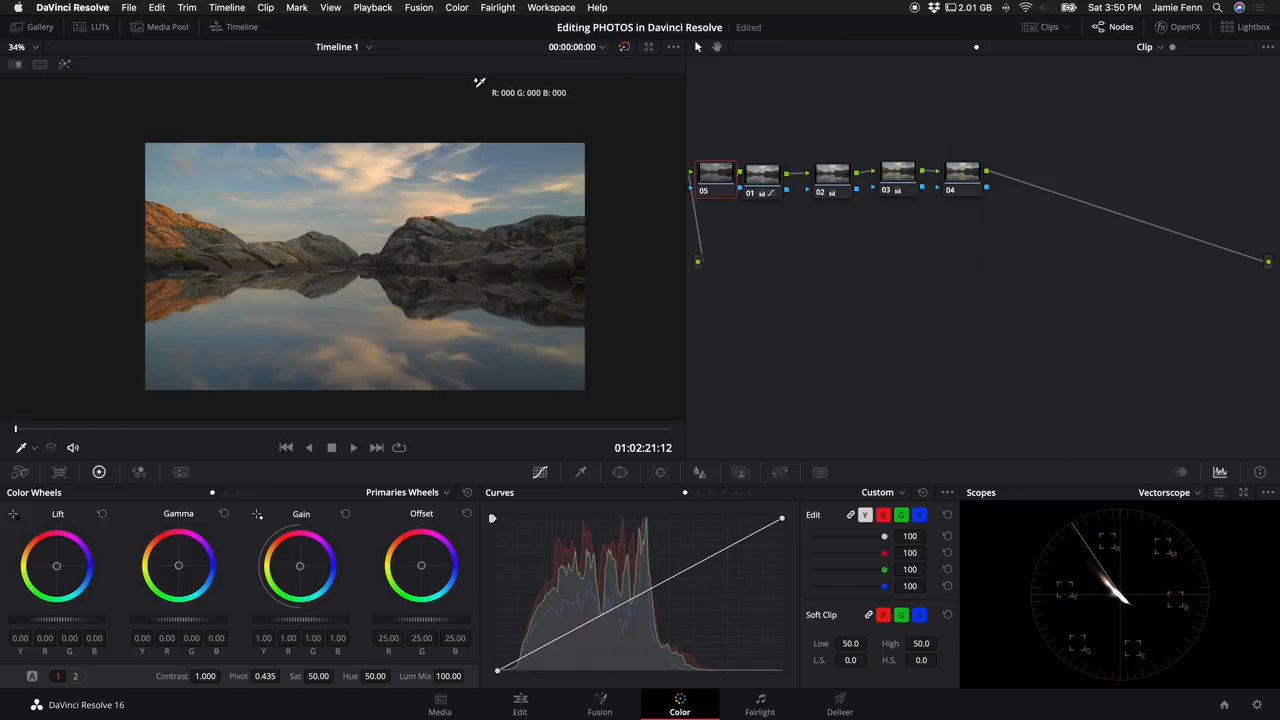 DaVinci Resolve File Edit Trim Timeline Clip Mark View Playback Fusion Color Fairlight Workspace Help 2.01 GB Sat 3:50 PM Jamie Fenn
Gallery LUTs Media Pool Timeline Editing PHOTOS in Davinci Resolve Edited Clips Nodes OpenFX Lightbox
34% Timeline 1 00:00:00:00 Clip
R: 000 G: 000 B: 000
05 01 02 03 04
01:02:21:12
Color Wheels Primaries Wheels Curves Custom Scopes Vectorscope
Lift Gamma Gain Offset Edit Y R G B
100
100
100
100
Soft Clip R G B
0.00 0.00 0.00 0.00 0.00 0.00 0.00 0.00 1.00 1.00 1.00 1.00 25.00 25.00 25.00 Low 50.0 High 50.0
Y R G B Y R G B Y R G B R G B L.S. 0.0 H.S. 0.0
A 1 2 Contrast 1.000 Pivot 0.435 Sat 50.00 Hue 50.00 Lum Mix 100.00
R M B C G Y
DaVinci Resolve 16 Media Edit Fusion Color Fairlight Deliver